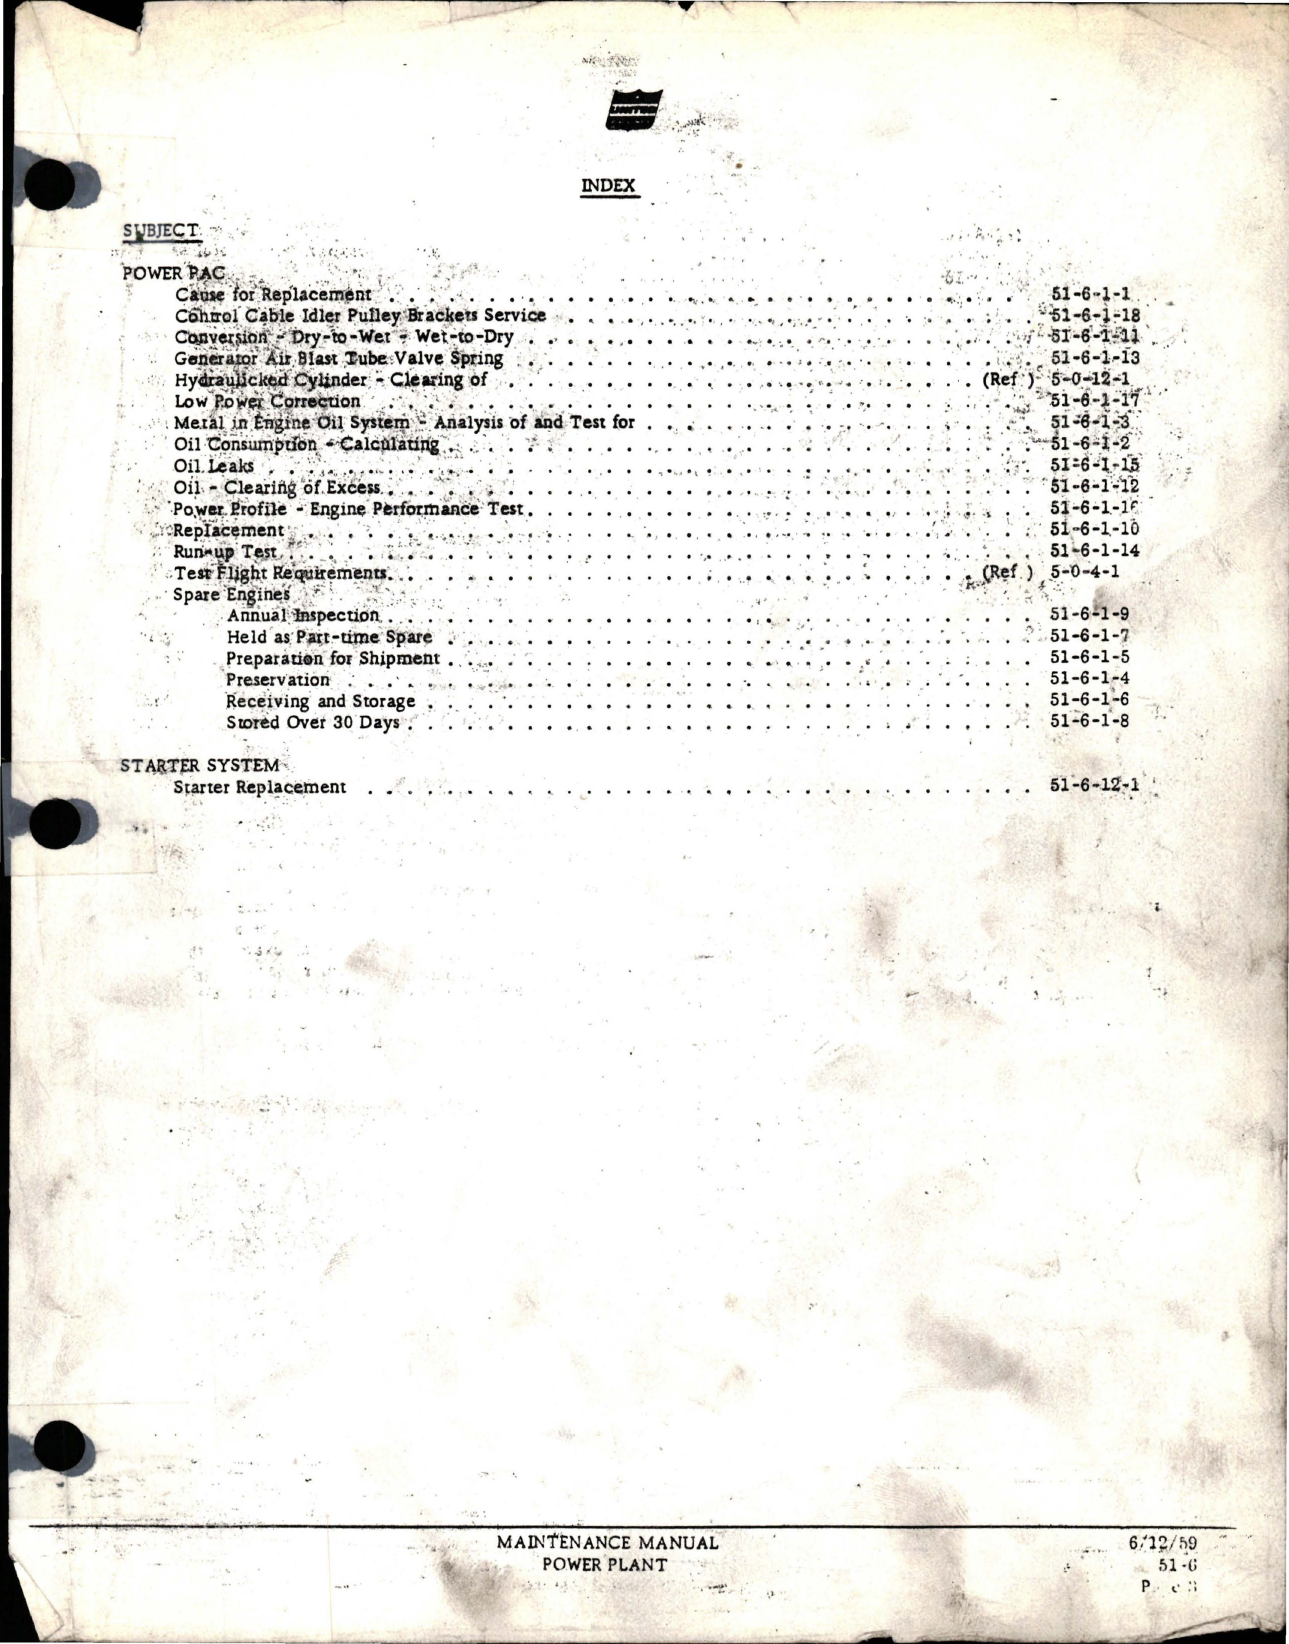 INDEX
SUBJECT
POWER PAC
Cause for Replacement . . . . . . . . . . . . . . . . . . . . 51-6-1-1
Control Cable Idler Pulley Brackets Service . . . . . . . . . . . . . . . . . . . . 51-6-1-18
Conversion - Dry-to-Wet - Wet-to-Dry . . . . . . . . . . . . . . . . . . . . 51-6-1-11
Generator Air Blast Tube Valve Spring . . . . . . . . . . . . . . . . . . . . 51-6-1-13
Hydraulicked Cylinder - Clearing of . . . . . . . . . . . . . . . . . . . . (Ref ) 5-0-12-1
Low Power Correction . . . . . . . . . . . . . . . . . . . . 51-6-1-17
Metal in Engine Oil System - Analysis of and Test for . . . . . . . . . . . . . . . . . . . . 51-6-1-3
Oil Consumption - Calculating . . . . . . . . . . . . . . . . . . . . 51-6-1-2
Oil Leaks . . . . . . . . . . . . . . . . . . . . 51-6-1-15
Oil - Clearing of Excess . . . . . . . . . . . . . . . . . . . . 51-6-1-12
Power Profile - Engine Performance Test . . . . . . . . . . . . . . . . . . . . 51-6-1-16
Replacement . . . . . . . . . . . . . . . . . . . . 51-6-1-10
Run-up Test . . . . . . . . . . . . . . . . . . . . 51-6-1-14
Test Flight Requirements . . . . . . . . . . . . . . . . . . . . (Ref ) 5-0-4-1
Spare Engines
Annual Inspection . . . . . . . . . . . . . . . . . . . . 51-6-1-9
Held as Part-time Spare . . . . . . . . . . . . . . . . . . . . 51-6-1-7
Preparation for Shipment . . . . . . . . . . . . . . . . . . . . 51-6-1-5
Preservation . . . . . . . . . . . . . . . . . . . . 51-6-1-4
Receiving and Storage . . . . . . . . . . . . . . . . . . . . 51-6-1-6
Stored Over 30 Days . . . . . . . . . . . . . . . . . . . . 51-6-1-8
STARTER SYSTEM
Starter Replacement . . . . . . . . . . . . . . . . . . . . 51-6-12-1
MAINTENANCE MANUAL
POWER PLANT
6/12/59
51-6